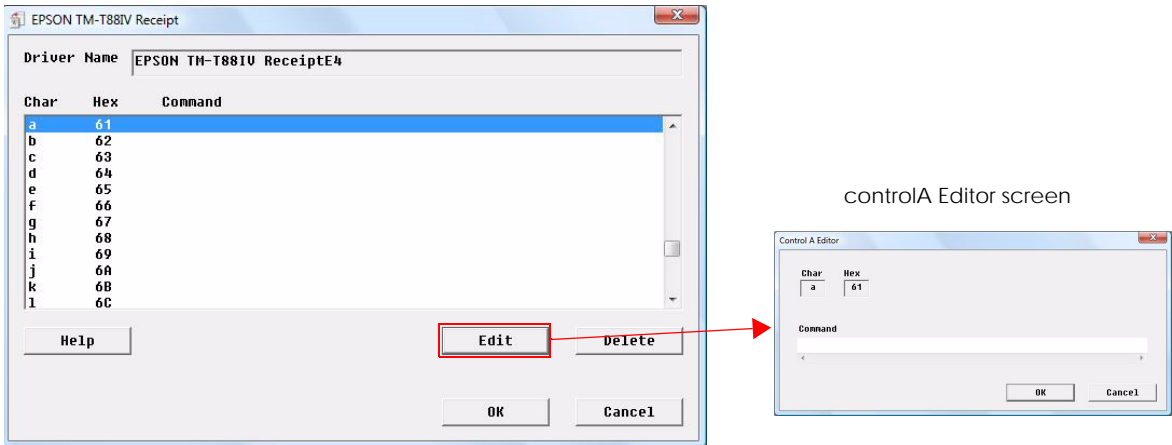 EPSON TM-T88IV Receipt
Driver Name EPSON TM-T88IV ReceiptE4
Char Hex Command
a 61
b 62
c 63
d 64
e 65
f 66
g 67
h 68
i 69
j 6A
k 6B
l 6C
Help Edit Delete
OK Cancel
controlA Editor screen
Control A Editor
Char Hex
a 61
Command
OK Cancel